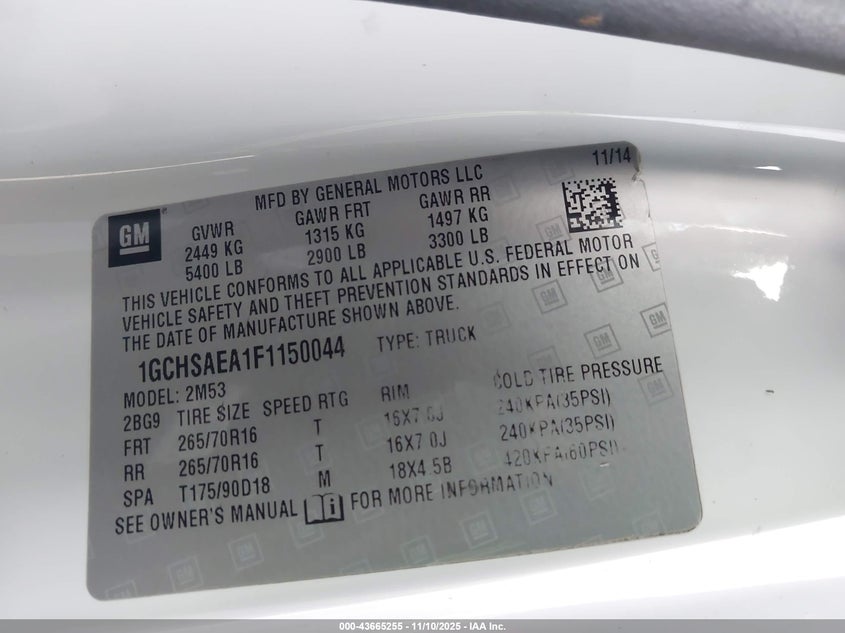 11/14
MFD BY GENERAL MOTORS LLC
GM
GVWR GAWR FRT GAWR RR
2449 KG 1315 KG 1497 KG
5400 LB 2900 LB 3300 LB
THIS VEHICLE CONFORMS TO ALL APPLICABLE U.S. FEDERAL MOTOR
VEHICLE SAFETY AND THEFT PREVENTION STANDARDS IN EFFECT ON
THE DATE OF MANUFACTURE SHOWN ABOVE.
1GCHSAEA1F1150044 TYPE: TRUCK
MODEL: 2M53
2BG9 TIRE SIZE SPEED RTG RIM COLD TIRE PRESSURE
FRT 265/70R16 T 16X7.0J 240KPA(35PSI)
RR 265/70R16 T 16X7.0J 240KPA(35PSI)
SPA T175/90D18 M 18X4.5B 420KPA(60PSI)
SEE OWNER'S MANUAL FOR MORE INFORMATION
000-43665255 - 11/10/2025 - IAA Inc.